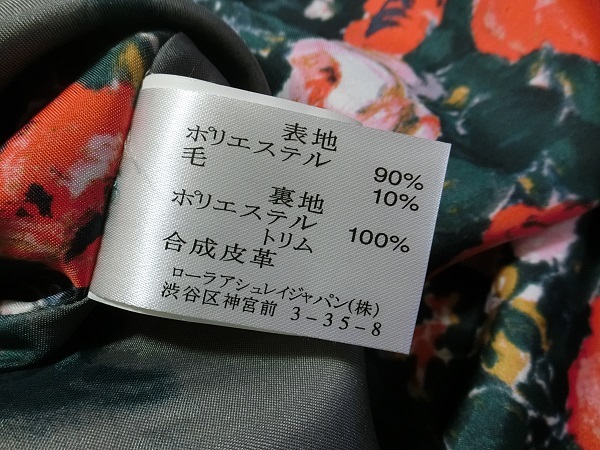 表地
ポリエステル 90%
毛 10%
裏地
ポリエステル 100%
トリム
合成皮革
ローラアシュレイジャパン(株)
渋谷区神宮前 3-35-8